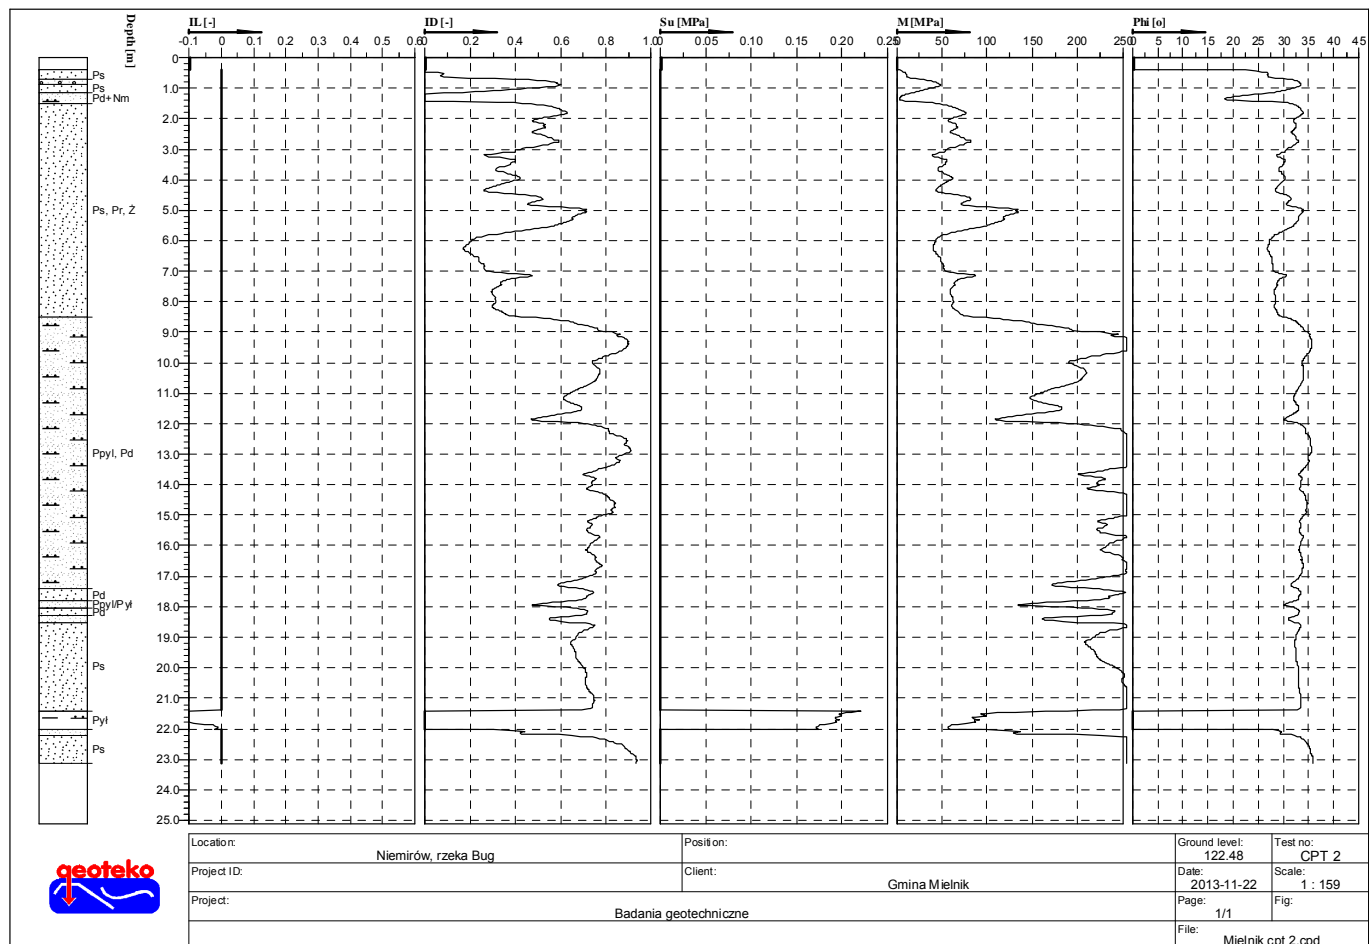 Depth [m]
IL [-]
ID [-]
Su [MPa]
M [MPa]
Phi [o]
-0.1 0 0.1 0.2 0.3 0.4 0.5 0.6
0 0.2 0.4 0.6 0.8 1.0
0 0.05 0.10 0.15 0.20 0.25
0 50 100 150 200 250
0 5 10 15 20 25 30 35 40 45
0
1.0
2.0
3.0
4.0
5.0
6.0
7.0
8.0
9.0
10.0
11.0
12.0
13.0
14.0
15.0
16.0
17.0
18.0
19.0
20.0
21.0
22.0
23.0
24.0
25.0
Ps
Ps
Pd+Nm
Ps, Pr, Ż
Ppyl, Pd
Pd
Ppyl/Pył
Pd
Ps
Pył
Ps
geoteko
Location:
Niemirów, rzeka Bug
Position:
Ground level:
122.48
Test no:
CPT 2
Project ID:
Client:
Gmina Mielnik
Date:
2013-11-22
Scale:
1 : 159
Project:
Badania geotechniczne
Page:
1/1
Fig:
File:
Mielnik cpt 2.cpd